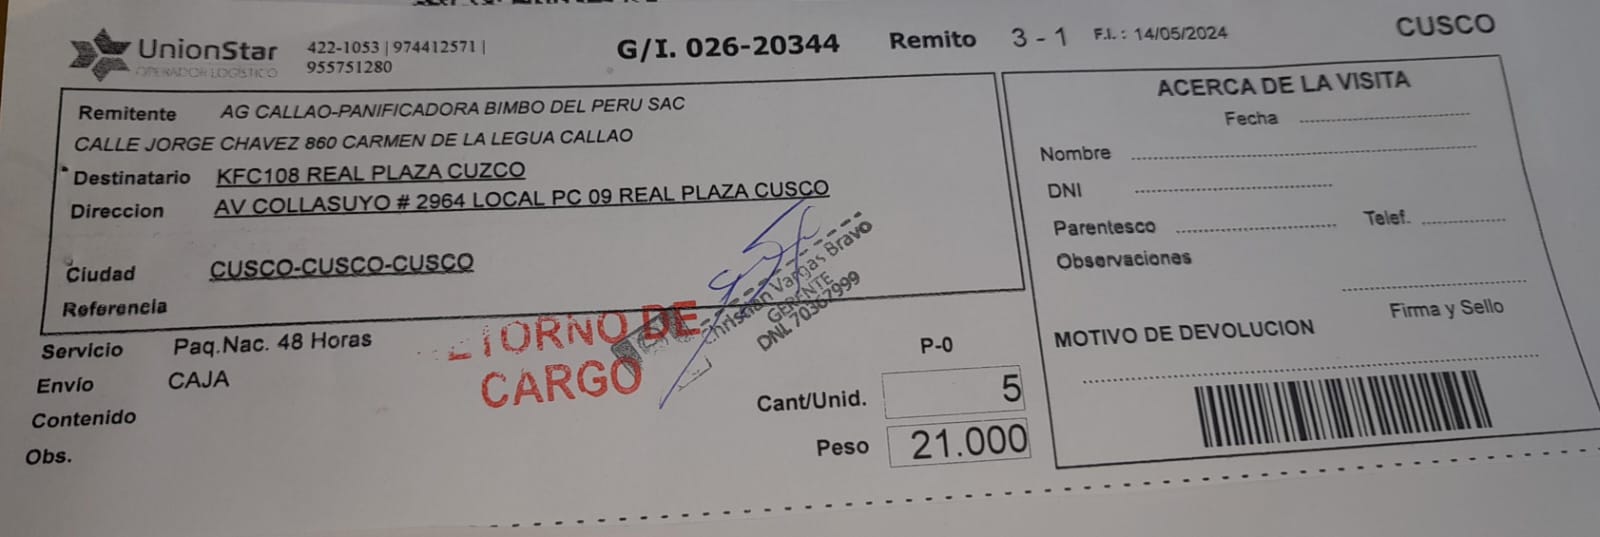 UnionStar
OPERADOR LOGÍSTICO
422-1053 | 974412571 |
955751280
G/I. 026-20344
Remito 3 - 1
F.I.: 14/05/2024
CUSCO
Remitente AG CALLAO-PANIFICADORA BIMBO DEL PERU SAC
CALLE JORGE CHAVEZ 860 CARMEN DE LA LEGUA CALLAO
Destinatario KFC108 REAL PLAZA CUZCO
Direccion AV COLLASUYO # 2964 LOCAL PC 09 REAL PLAZA CUSCO
Ciudad CUSCO-CUSCO-CUSCO
Referencia
Servicio Paq.Nac. 48 Horas
Envío CAJA
Contenido
Obs.
ETORNO DE
CARGO
Christian Vargas Bravo
GERENTE
DNI. 70367999
P-0
Cant/Unid. 5
Peso 21.000
ACERCA DE LA VISITA
Fecha
Nombre
DNI
Parentesco Telef.
Observaciones
Firma y Sello
MOTIVO DE DEVOLUCION